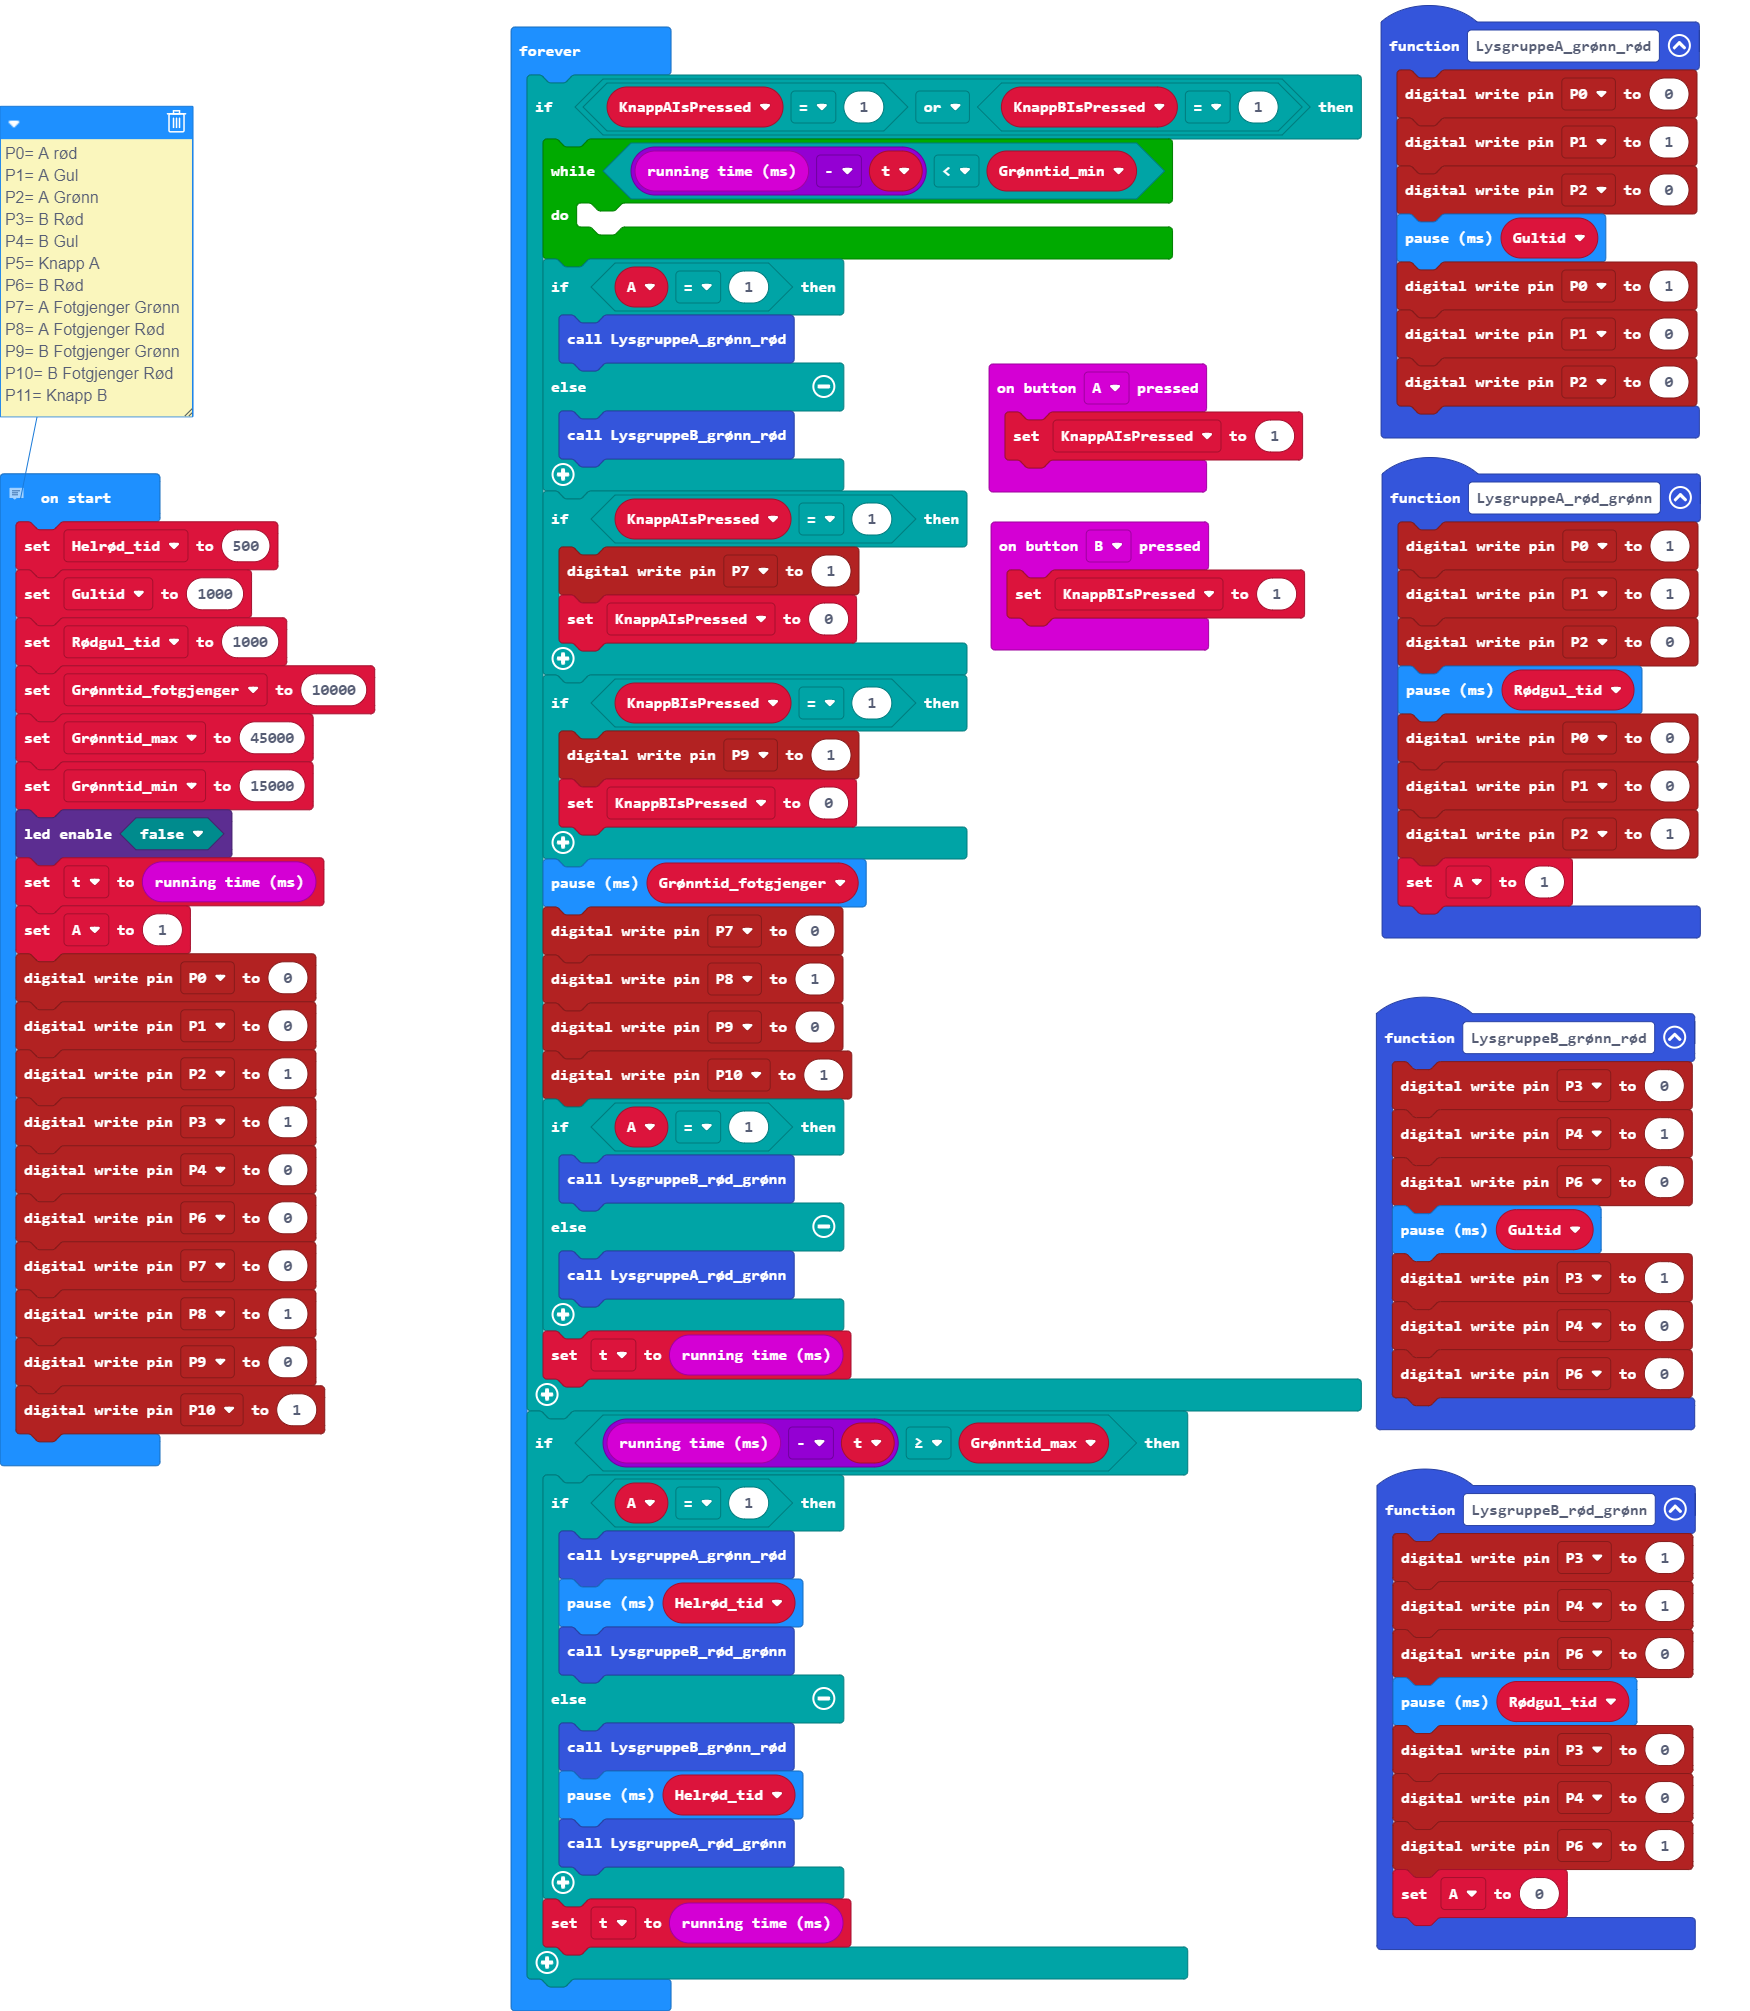 P0= A rød
P1= A Gul
P2= A Grønn
P3= B Rød
P4= B Gul
P5= Knapp A
P6= B Rød
P7= A Fotgjenger Grønn
P8= A Fotgjenger Rød
P9= B Fotgjenger Grønn
P10= B Fotgjenger Rød
P11= Knapp B
on start
set Helrød_tid to 500
set Gultid to 1000
set Rødgul_tid to 1000
set Grønntid_fotgjenger to 10000
set Grønntid_max to 45000
set Grønntid_min to 15000
led enable false
set t to running time (ms)
set A to 1
digital write pin P0 to 0
digital write pin P1 to 0
digital write pin P2 to 1
digital write pin P3 to 1
digital write pin P4 to 0
digital write pin P6 to 0
digital write pin P7 to 0
digital write pin P8 to 1
digital write pin P9 to 0
digital write pin P10 to 1
forever
if KnappAIsPressed = 1 or KnappBIsPressed = 1 then
while running time (ms) - t < Grønntid_min
do
if A = 1 then
call LysgruppeA_grønn_rød
else
call LysgruppeB_grønn_rød
if KnappAIsPressed = 1 then
digital write pin P7 to 1
set KnappAIsPressed to 0
if KnappBIsPressed = 1 then
digital write pin P9 to 1
set KnappBIsPressed to 0
pause (ms) Grønntid_fotgjenger
digital write pin P7 to 0
digital write pin P8 to 1
digital write pin P9 to 0
digital write pin P10 to 1
if A = 1 then
call LysgruppeB_rød_grønn
else
call LysgruppeA_rød_grønn
set t to running time (ms)
if running time (ms) - t ≥ Grønntid_max then
if A = 1 then
call LysgruppeA_grønn_rød
pause (ms) Helrød_tid
call LysgruppeB_rød_grønn
else
call LysgruppeB_grønn_rød
pause (ms) Helrød_tid
call LysgruppeA_rød_grønn
set t to running time (ms)
on button A pressed
set KnappAIsPressed to 1
on button B pressed
set KnappBIsPressed to 1
function LysgruppeA_grønn_rød
digital write pin P0 to 0
digital write pin P1 to 1
digital write pin P2 to 0
pause (ms) Gultid
digital write pin P0 to 1
digital write pin P1 to 0
digital write pin P2 to 0
function LysgruppeA_rød_grønn
digital write pin P0 to 1
digital write pin P1 to 1
digital write pin P2 to 0
pause (ms) Rødgul_tid
digital write pin P0 to 0
digital write pin P1 to 0
digital write pin P2 to 1
set A to 1
function LysgruppeB_grønn_rød
digital write pin P3 to 0
digital write pin P4 to 1
digital write pin P6 to 0
pause (ms) Gultid
digital write pin P3 to 1
digital write pin P4 to 0
digital write pin P6 to 0
function LysgruppeB_rød_grønn
digital write pin P3 to 1
digital write pin P4 to 1
digital write pin P6 to 0
pause (ms) Rødgul_tid
digital write pin P3 to 0
digital write pin P4 to 0
digital write pin P6 to 1
set A to 0